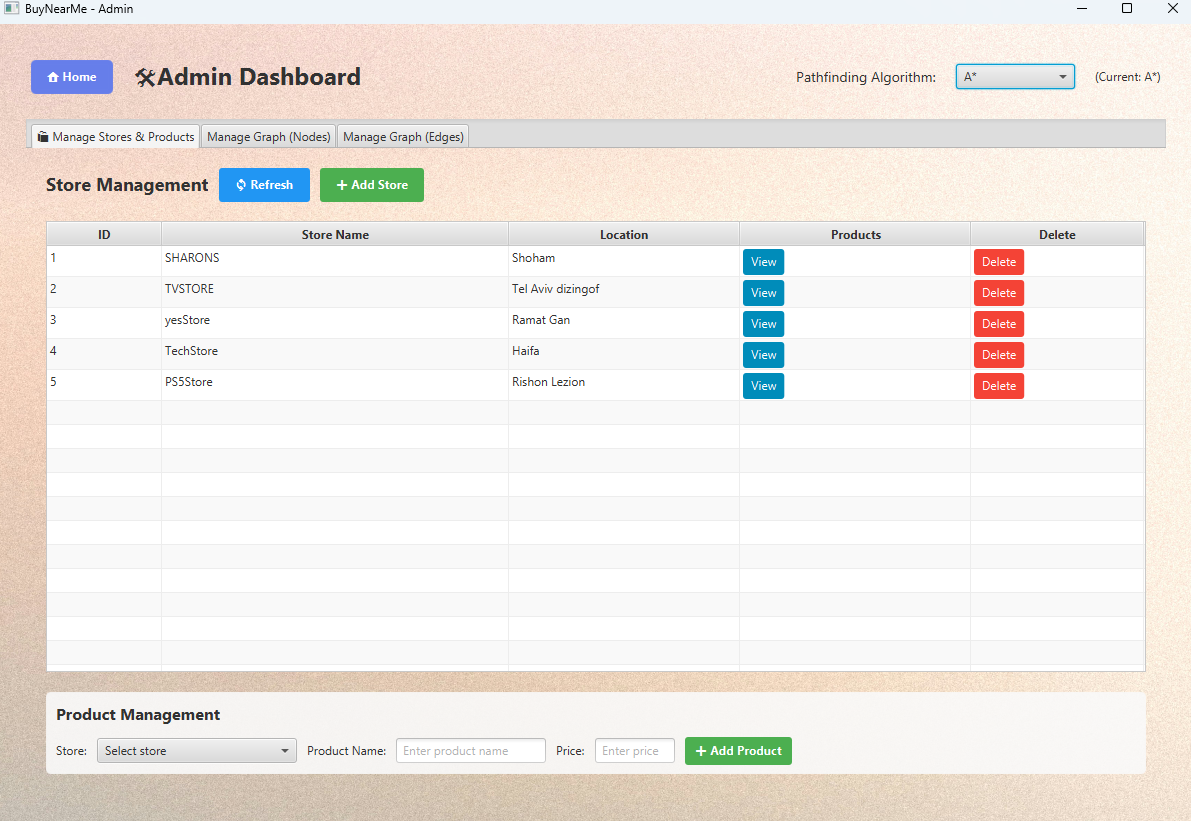 BuyNearMe - Admin
Home
Admin Dashboard
Pathfinding Algorithm: A* (Current: A*)
Manage Stores & Products Manage Graph (Nodes) Manage Graph (Edges)
Store Management Refresh + Add Store
ID Store Name Location Products Delete
1 SHARONS Shoham View Delete
2 TVSTORE Tel Aviv dizingof View Delete
3 yesStore Ramat Gan View Delete
4 TechStore Haifa View Delete
5 PS5Store Rishon Lezion View Delete
Product Management
Store: Select store Product Name: Enter product name Price: Enter price + Add Product